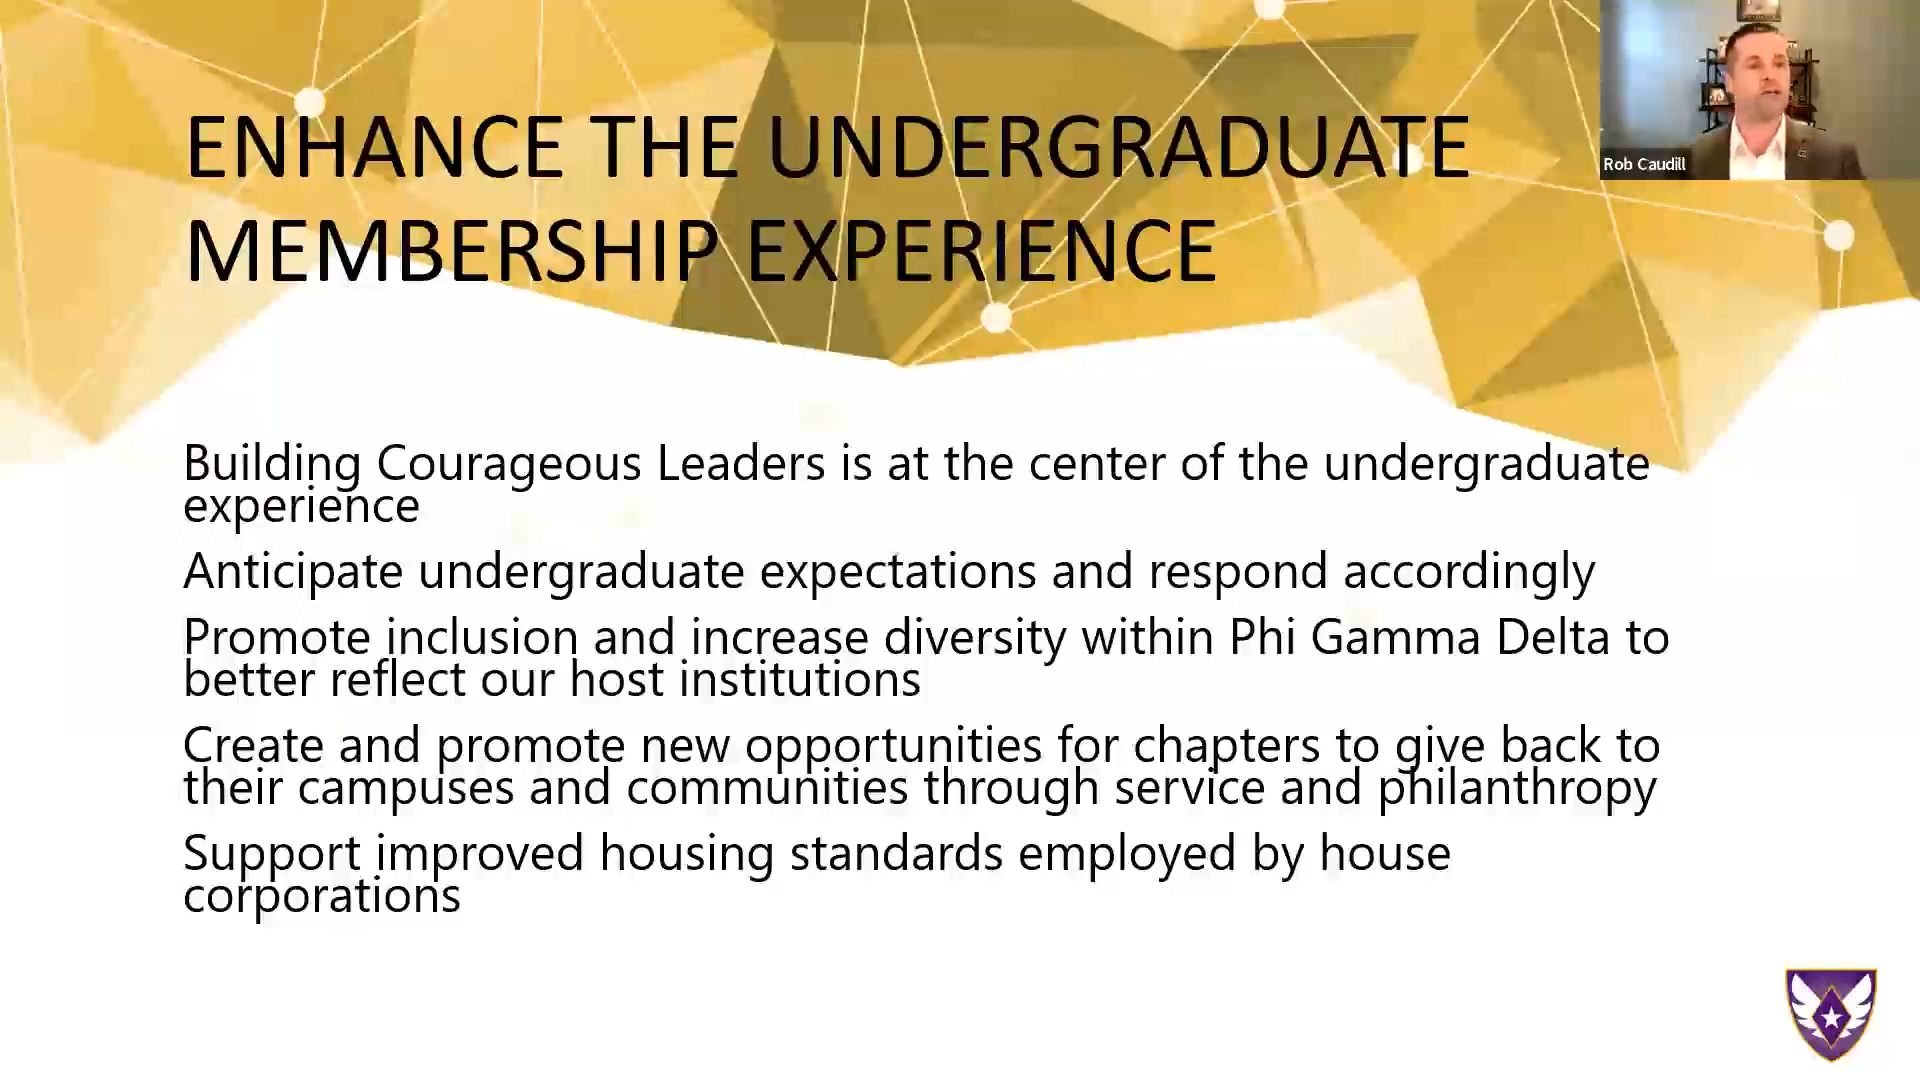 ENHANCE THE UNDERGRADUATE
MEMBERSHIP EXPERIENCE
Rob Caudill
Building Courageous Leaders is at the center of the undergraduate
experience
Anticipate undergraduate expectations and respond accordingly
Promote inclusion and increase diversity within Phi Gamma Delta to
better reflect our host institutions
Create and promote new opportunities for chapters to give back to
their campuses and communities through service and philanthropy
Support improved housing standards employed by house
corporations